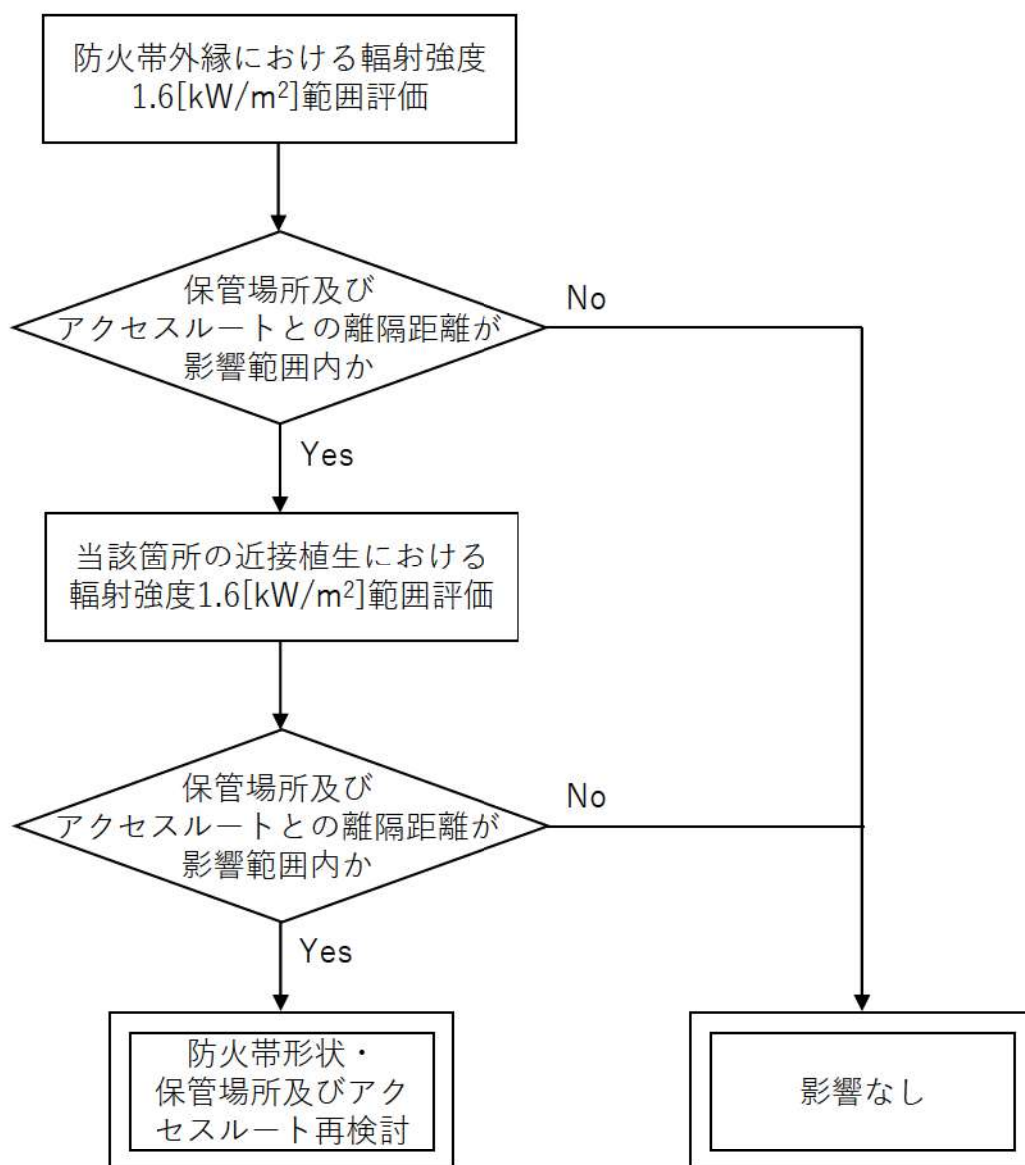 防火帯外縁における輻射強度
1.6[kW/m²]範囲評価
保管場所及び
アクセスルートとの離隔距離が
影響範囲内か
No
Yes
当該箇所の近接植生における
輻射強度1.6[kW/m²]範囲評価
保管場所及び
アクセスルートとの離隔距離が
影響範囲内か
No
Yes
防火帯形状・
保管場所及びアク
セスルート再検討
影響なし